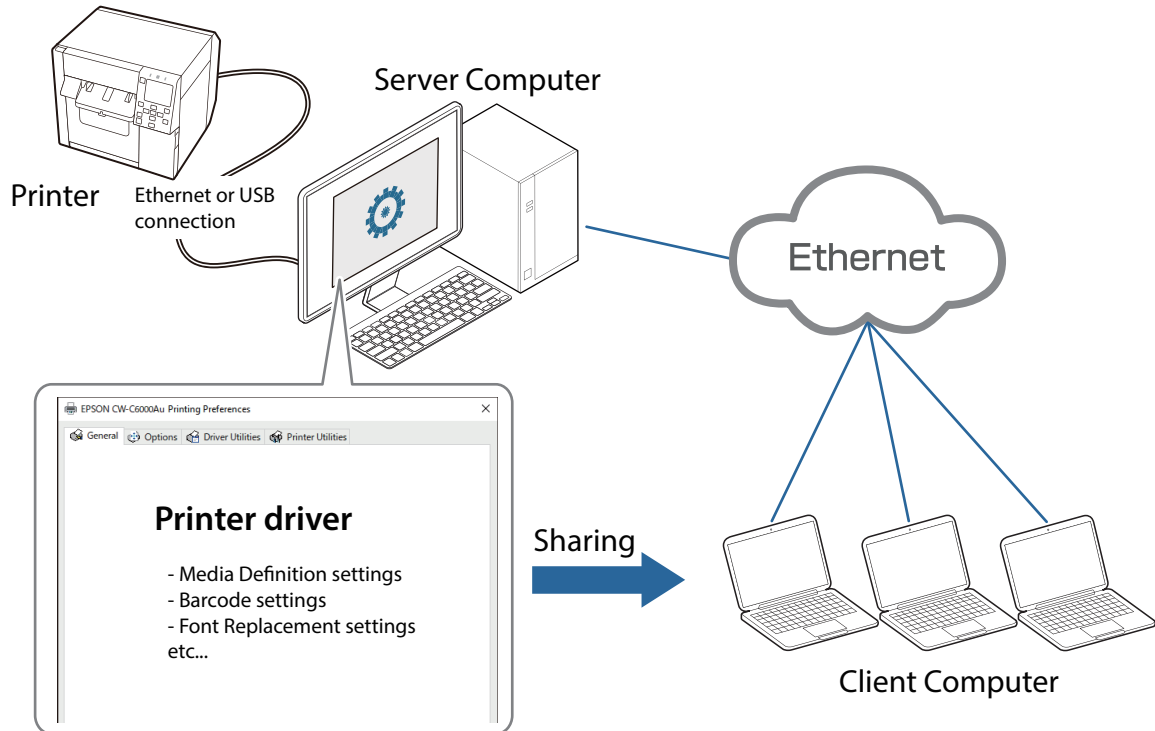 Server Computer
Printer
Ethernet or USB
connection
Ethernet
EPSON CW-C6000Au Printing Preferences
General Options Driver Utilities Printer Utilities
Printer driver
- Media Definition settings
- Barcode settings
- Font Replacement settings
etc...
Sharing
Client Computer